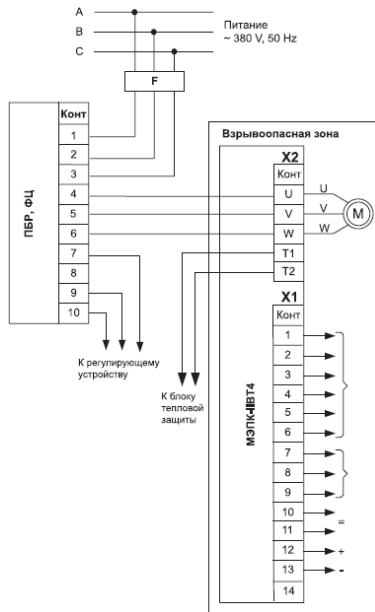 A
B
C
Питание
~ 380 V, 50 Hz
F
ПБР, ФЦ
Конт
1
2
3
4
5
6
7
8
9
10
К регулирующему
устройству
Взрывоопасная зона
X2
Конт
U
V
W
T1
T2
U
V
W
M
К блоку
тепловой
защиты
МЭПК-IIВТ4
X1
Конт
1
2
3
4
5
6
7
8
9
10
11
12
13
14
=
+
-